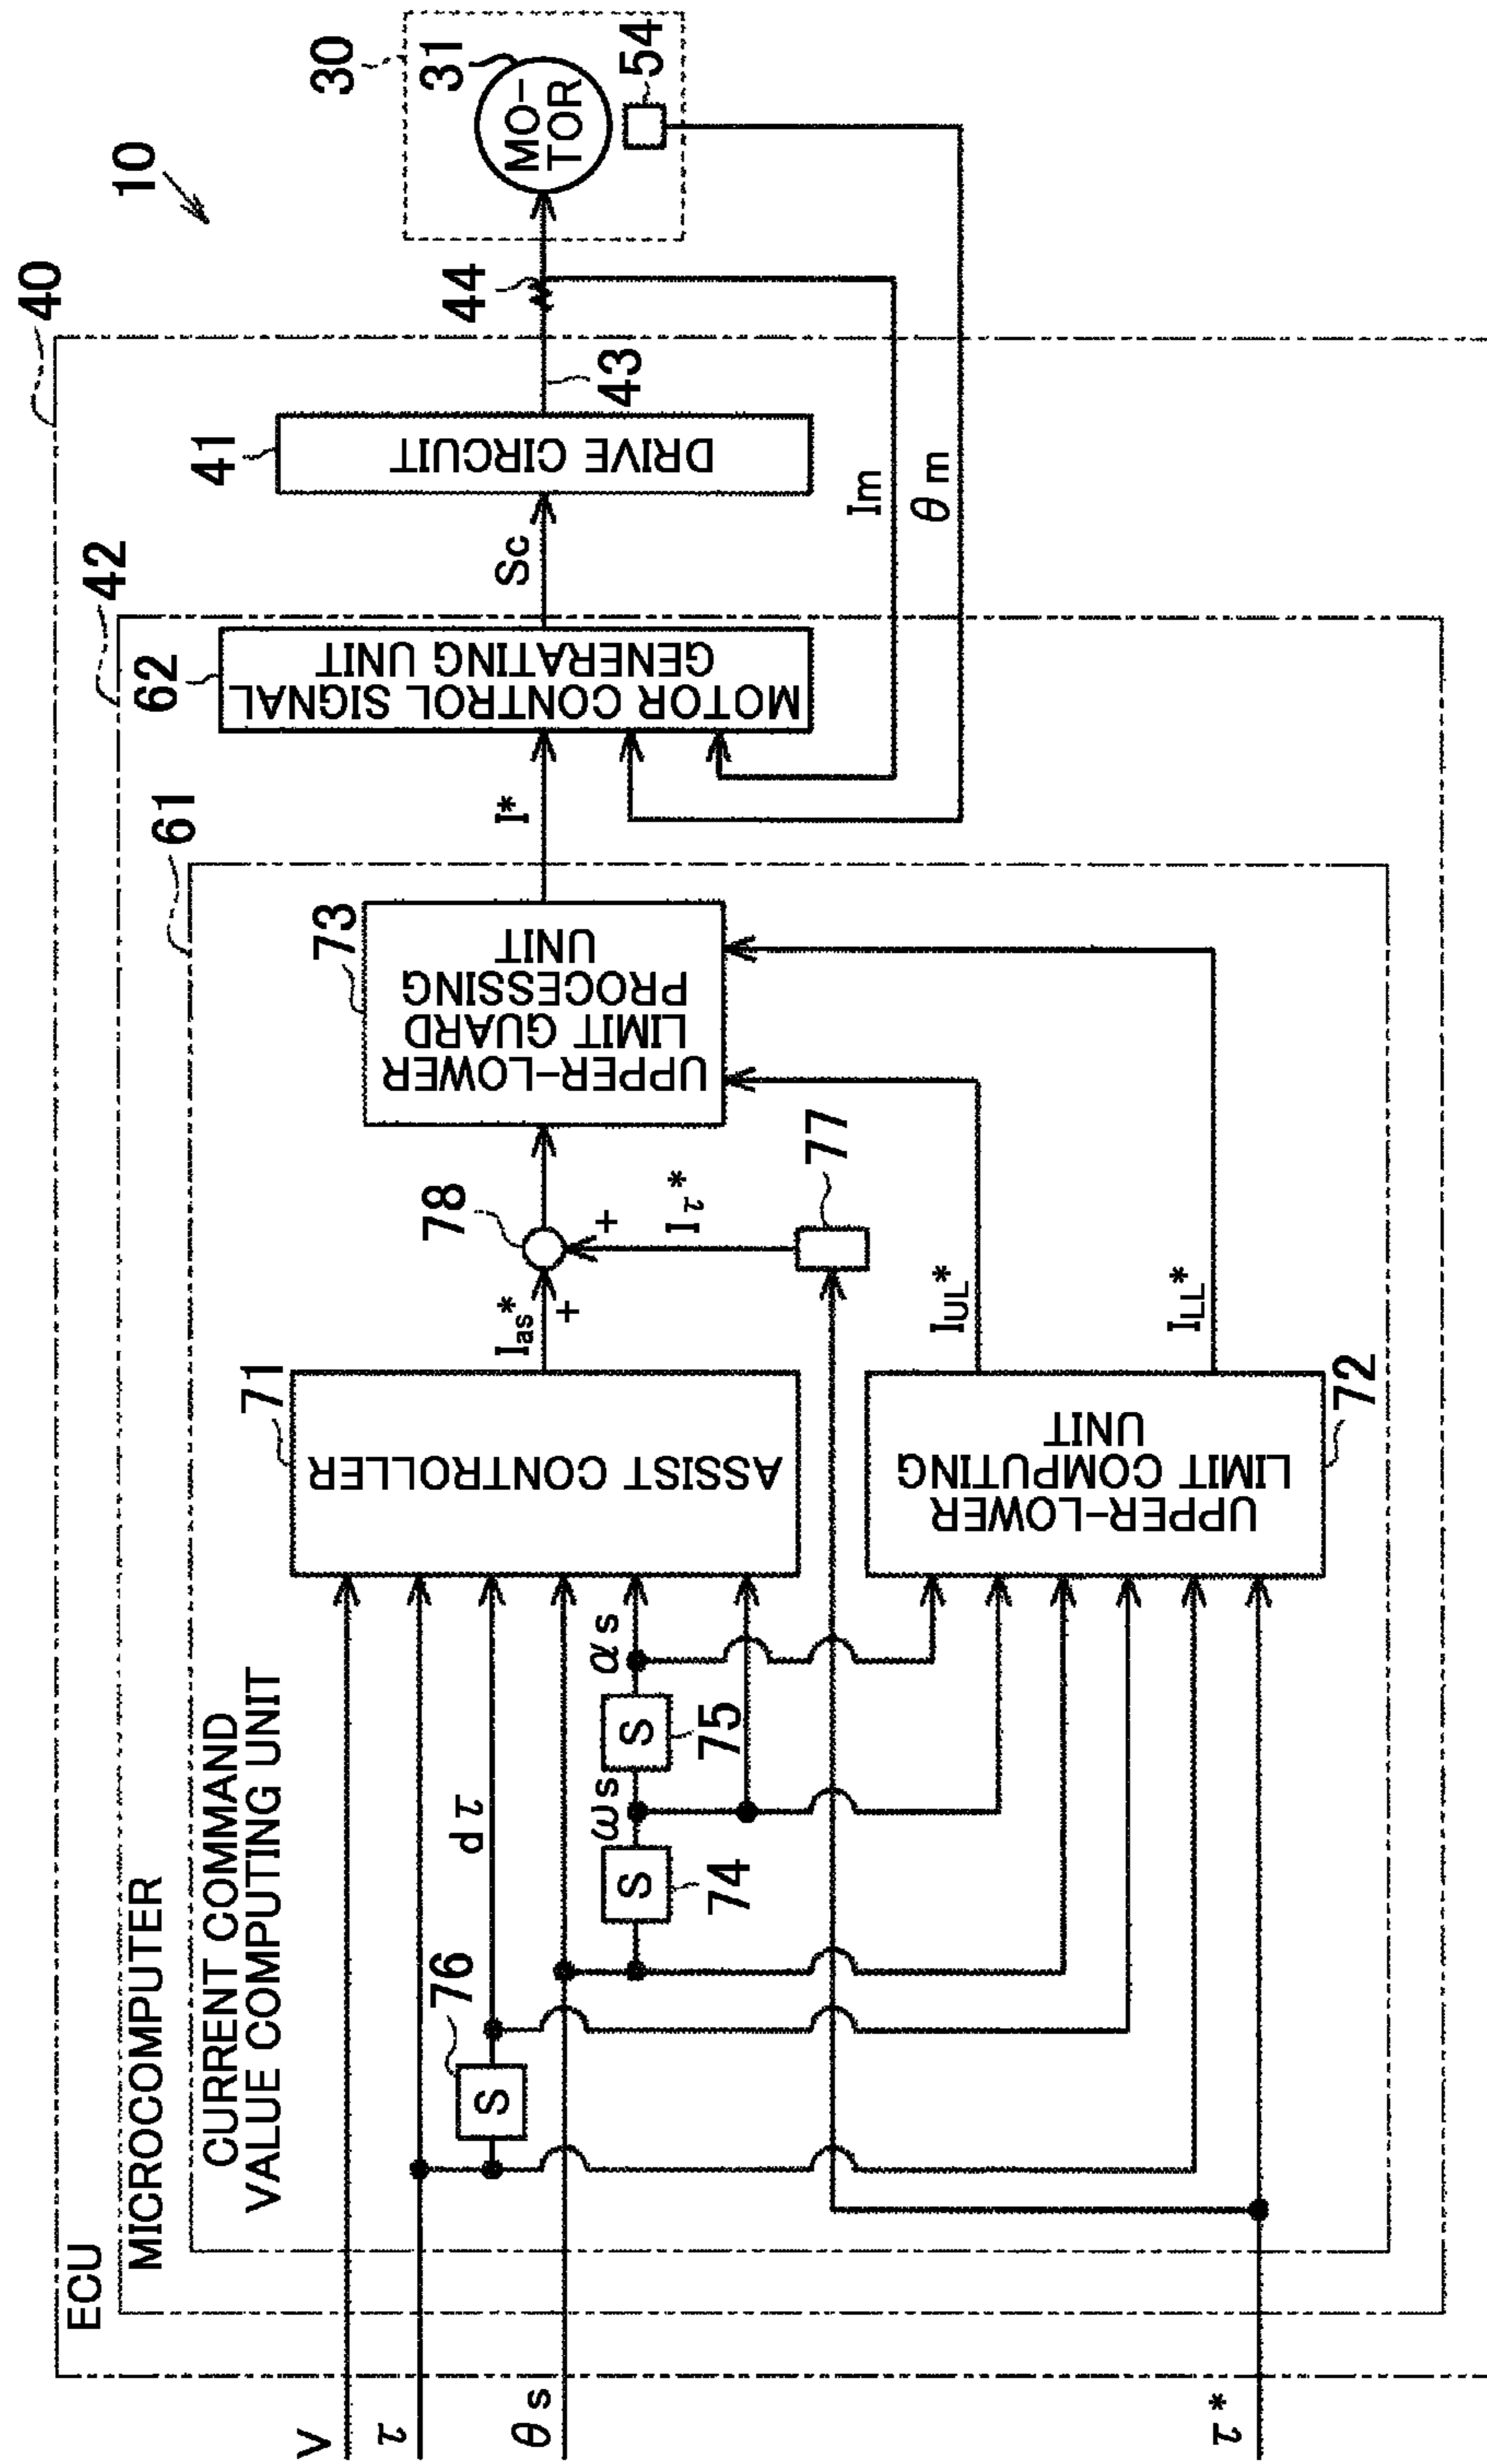 10
40
ECU
42
MICROCOMPUTER
61
CURRENT COMMAND
VALUE COMPUTING UNIT
V
τ
θs
τ*
76
S
dτ
74
S
ωs
75
S
αs
71
ASSIST CONTROLLER
Ias*
+
78
+
Iτ*
77
72
UPPER-LOWER
LIMIT COMPUTING
UNIT
IUL*
ILL*
73
UPPER-LOWER
LIMIT GUARD
PROCESSING
UNIT
I*
62
MOTOR CONTROL SIGNAL
GENERATING UNIT
Sc
41
DRIVE CIRCUIT
43
44
Im
θm
30
31
MO-
TOR
54